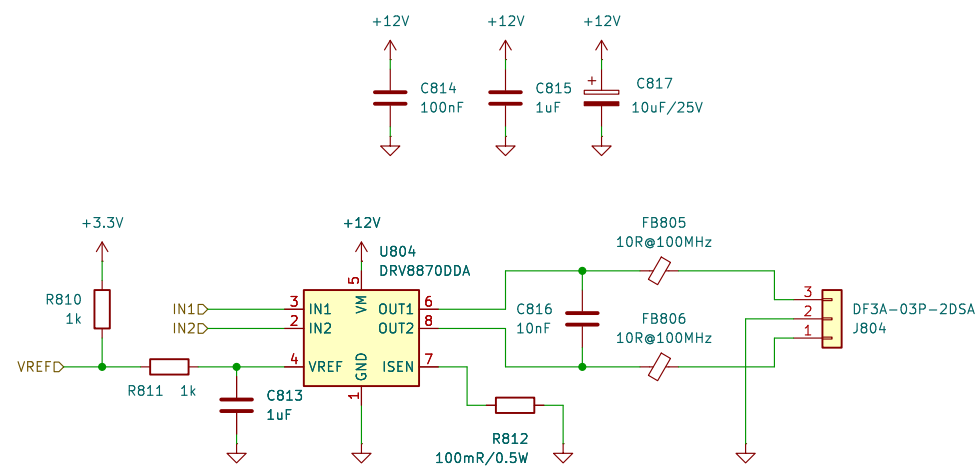 +12V
+12V
+12V
C814
100nF
C815
1uF
+
C817
10uF/25V
+3.3V
R810
1k
+12V
U804
DRV8870DDA
5
VM
IN1
IN2
3
IN1
2
IN2
4
VREF
GND
1
OUT1
6
OUT2
8
ISEN
7
VREF
R811 1k
C813
1uF
R812
100mR/0.5W
C816
10nF
FB805
10R@100MHz
FB806
10R@100MHz
3
2
1
DF3A-03P-2DSA
J804